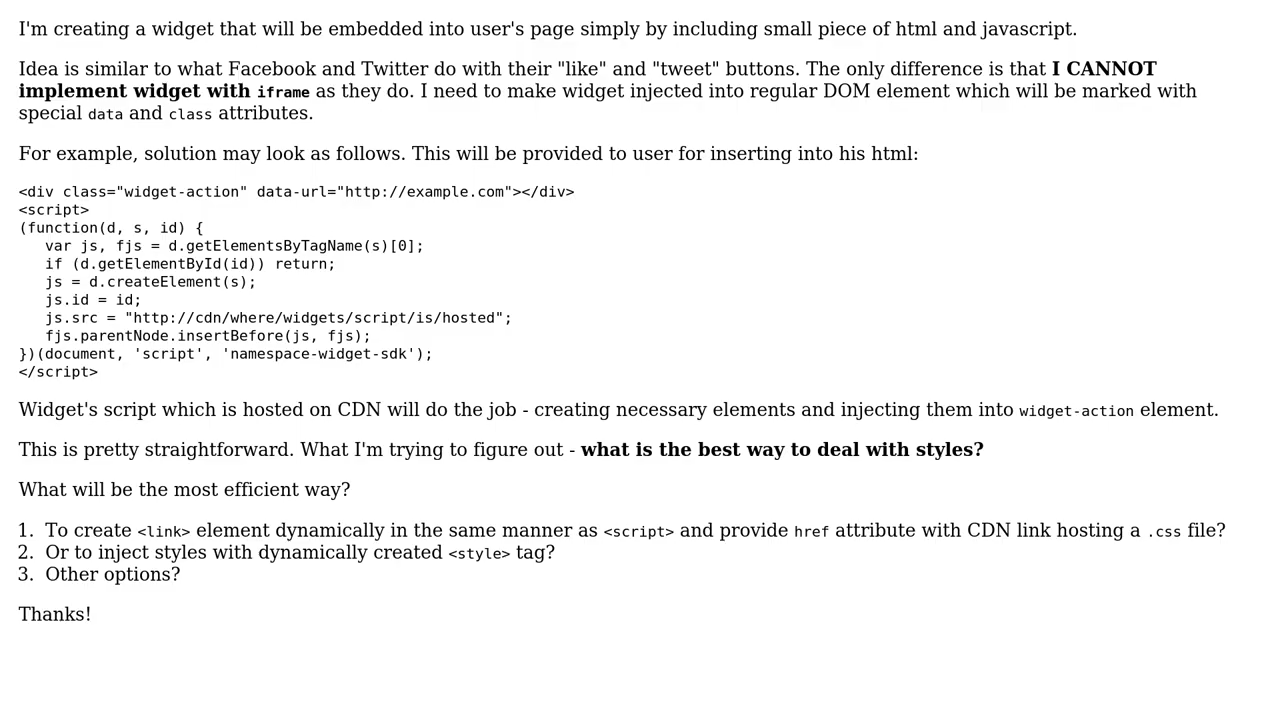 I'm creating a widget that will be embedded into user's page simply by including small piece of html and javascript.
Idea is similar to what Facebook and Twitter do with their "like" and "tweet" buttons. The only difference is that I CANNOT
implement widget with iframe as they do. I need to make widget injected into regular DOM element which will be marked with
special data and class attributes.
For example, solution may look as follows. This will be provided to user for inserting into his html:
<div class="widget-action" data-url="http://example.com"></div>
<script>
(function(d, s, id) {
   var js, fjs = d.getElementsByTagName(s)[0];
   if (d.getElementById(id)) return;
   js = d.createElement(s);
   js.id = id;
   js.src = "http://cdn/where/widgets/script/is/hosted";
   fjs.parentNode.insertBefore(js, fjs);
})(document, 'script', 'namespace-widget-sdk');
</script>
Widget's script which is hosted on CDN will do the job - creating necessary elements and injecting them into widget-action element.
This is pretty straightforward. What I'm trying to figure out - what is the best way to deal with styles?
What will be the most efficient way?
1. To create <link> element dynamically in the same manner as <script> and provide href attribute with CDN link hosting a .css file?
2. Or to inject styles with dynamically created <style> tag?
3. Other options?
Thanks!